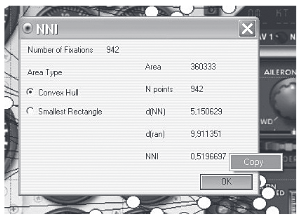 NNI
Number of Fixations 942
Area Type
Area 360333
Convex Hull
N points 942
Smallest Rectangle
d(NN) 5,150629
d(ran) 9,911351
NNI 0,5196697
Copy
OK
AILERON